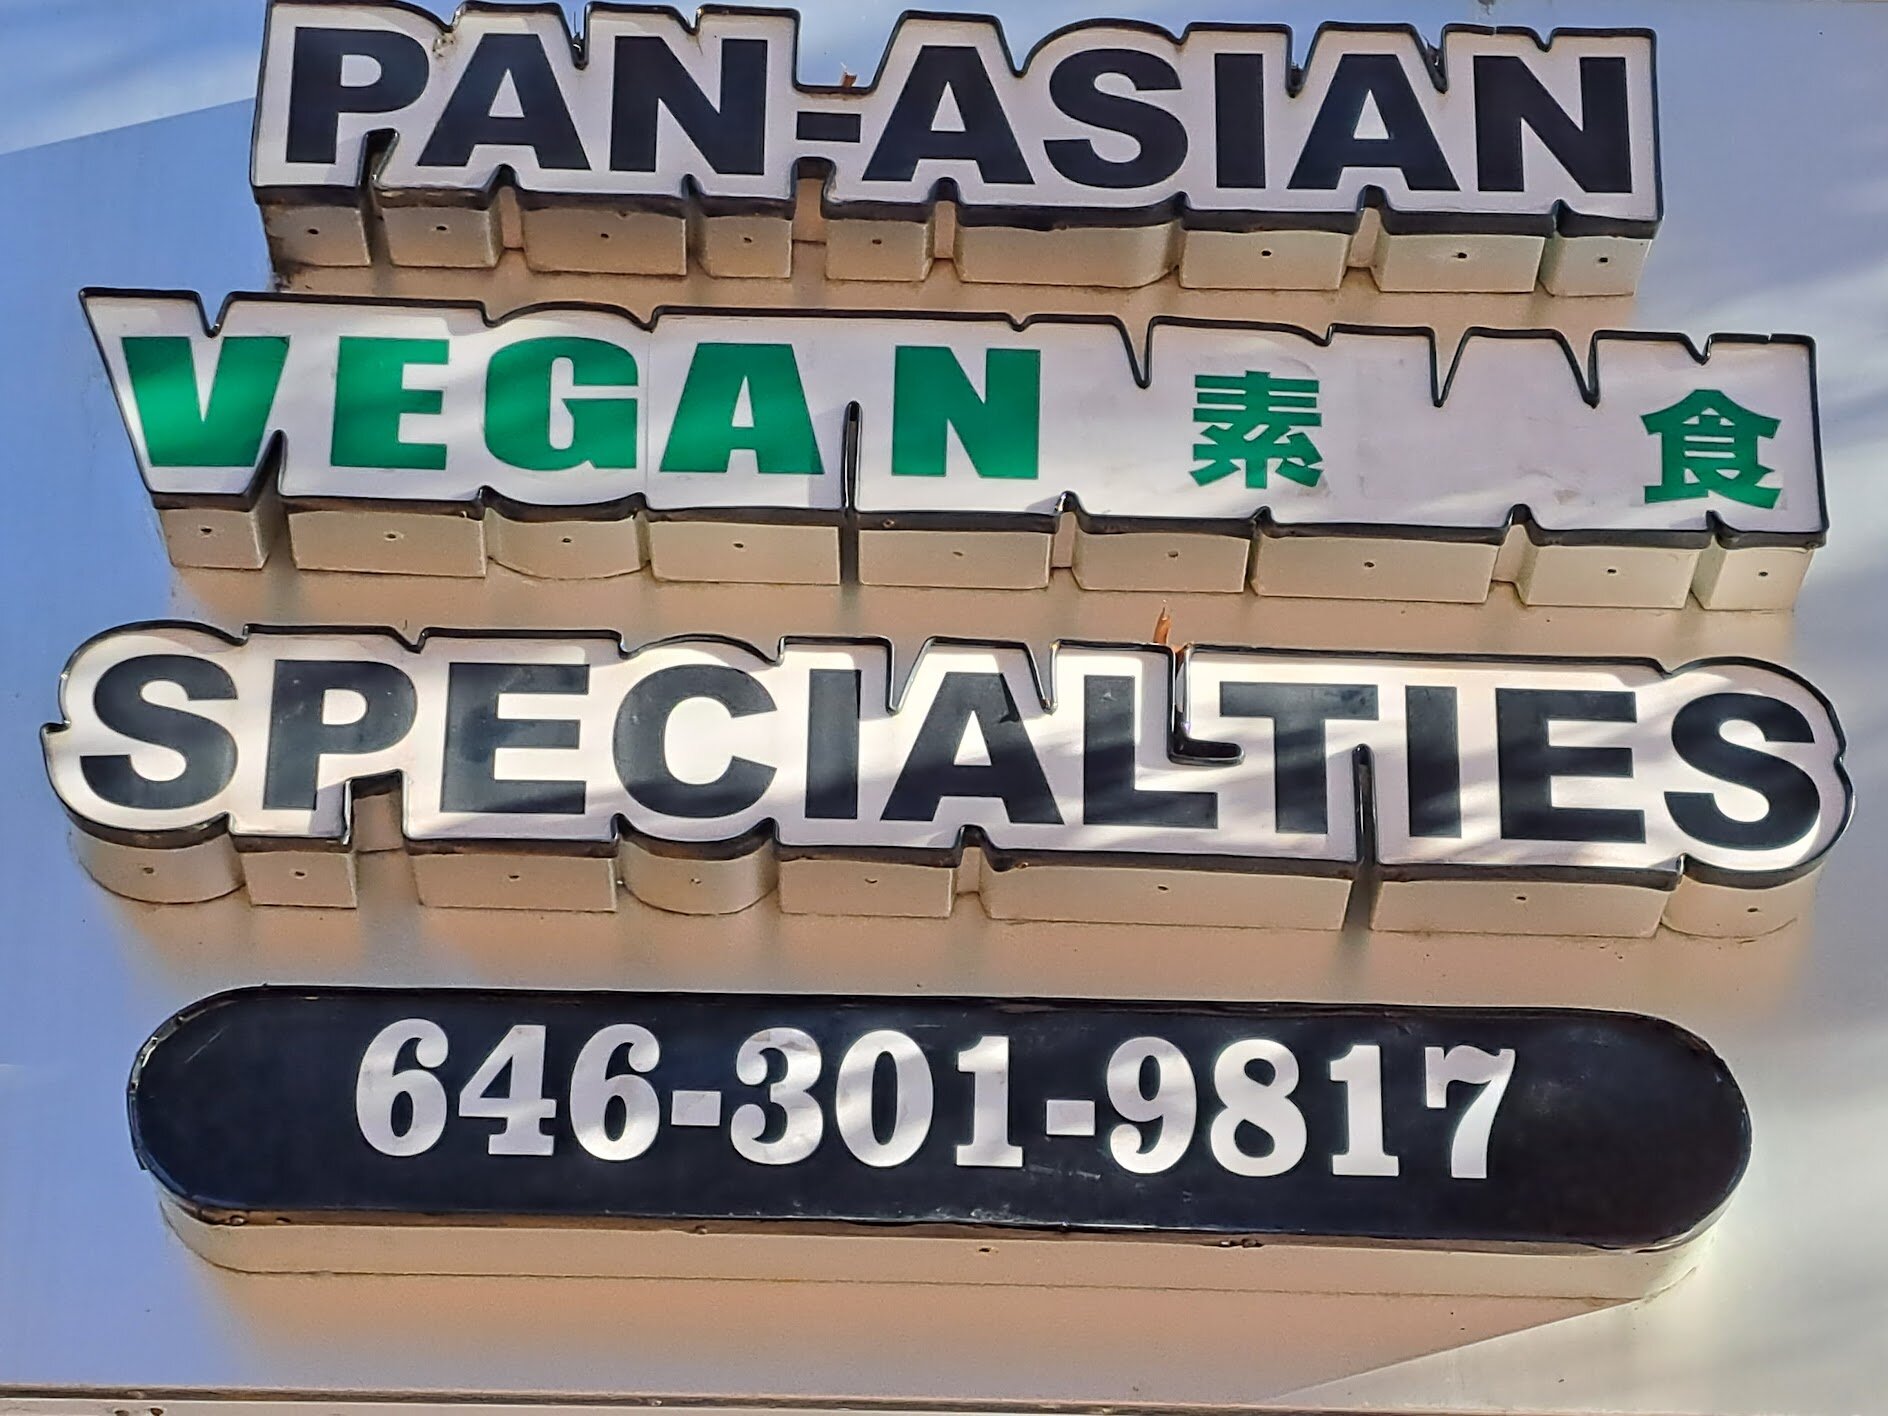 PAN-ASIAN
VEGAN 素 食
SPECIALTIES
646-301-9817